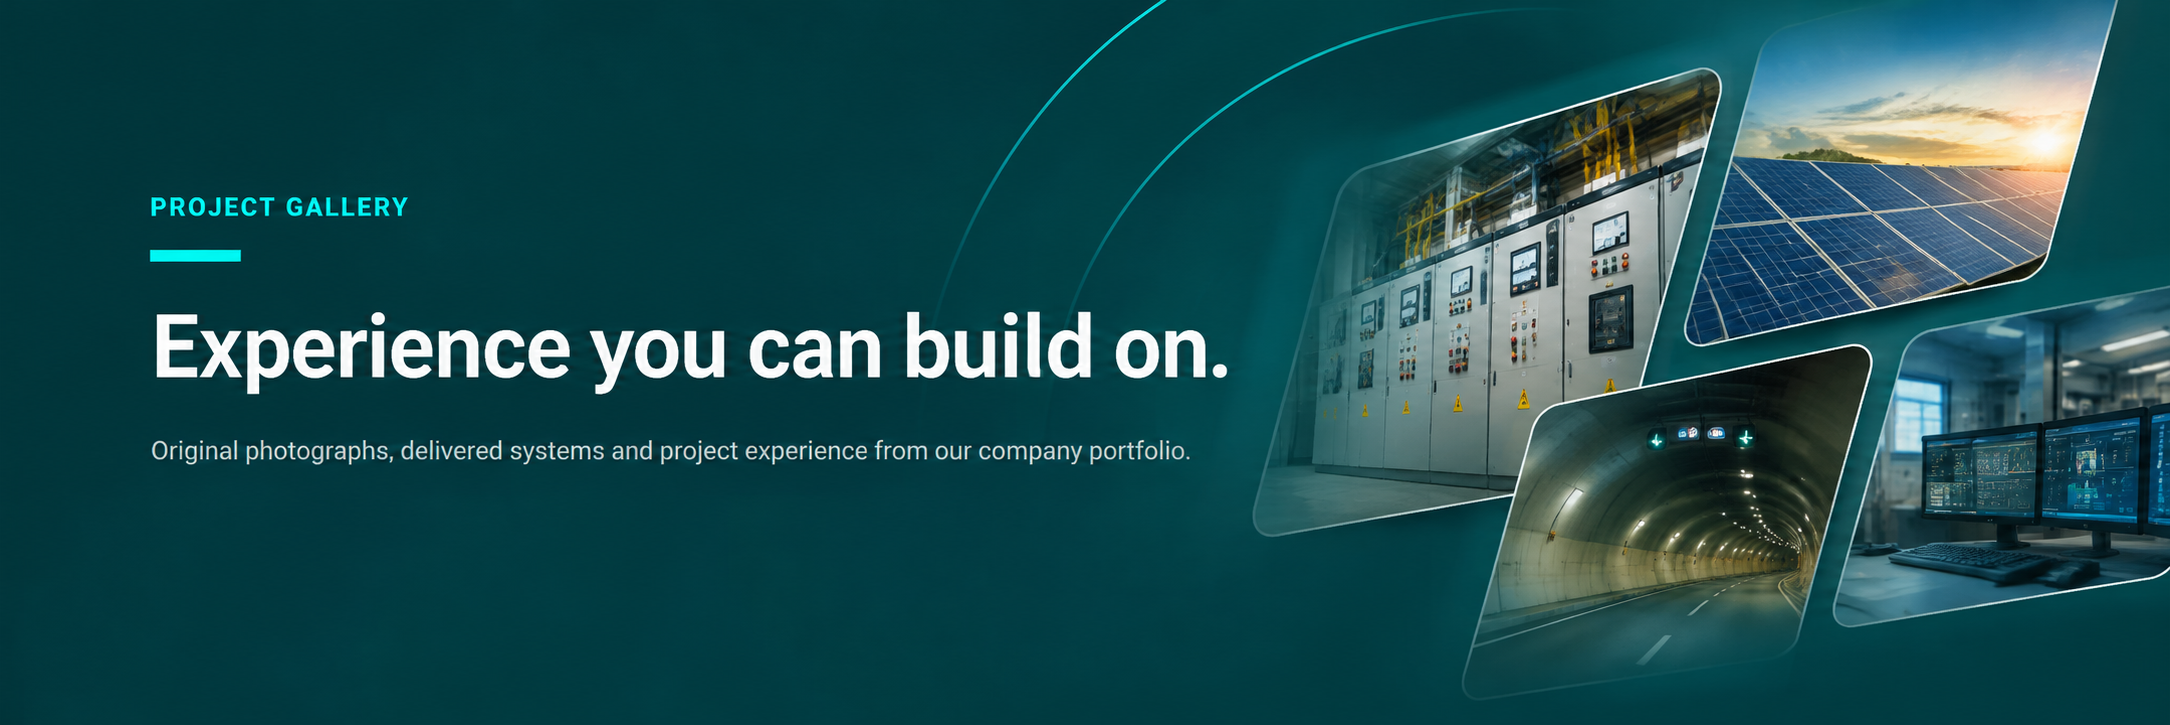 PROJECT GALLERY
Experience you can build on.
Original photographs, delivered systems and project experience from our company portfolio.